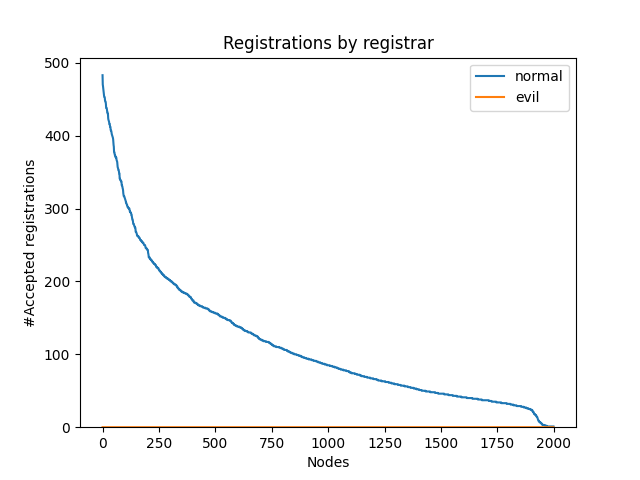 Registrations by registrar
normal
evil
#Accepted registrations
500
400
300
200
100
0
0 250 500 750 1000 1250 1500 1750 2000
Nodes